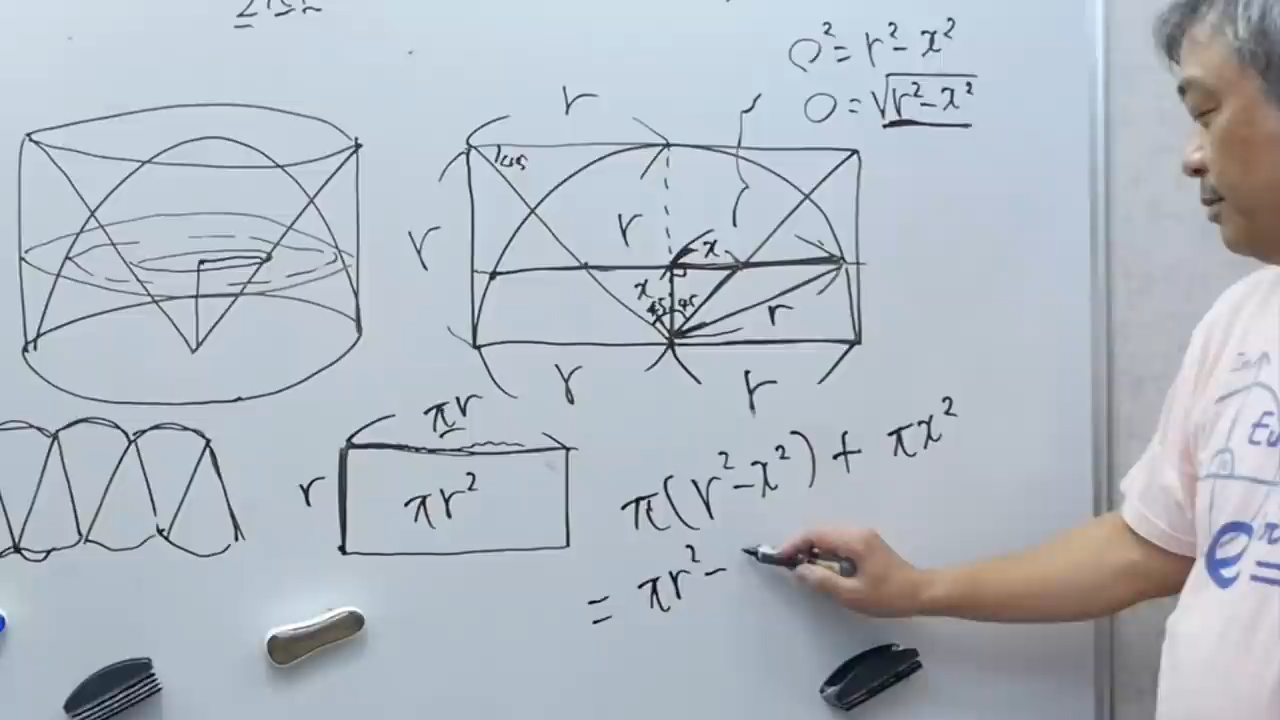 ○² = r² - x²
○ = √r² - x²
r
r
r
x
x
45
45
r
r
r
πr
r
πr²
π(r² - x²) + πx²
= πr² -